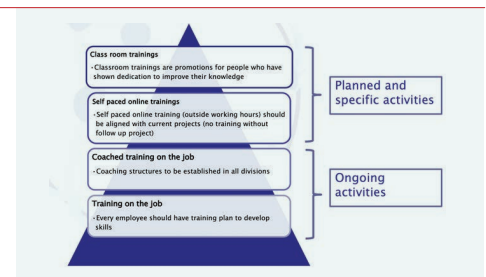 Class room trainings
·Classroom trainings are promotions for people who have
shown dedication to improve their knowledge
Planned and
specific activities
Self paced online trainings
·Self paced online training (outside working hours) should
be aligned with current projects (no training without
follow up project)
Coached training on the job
·Coaching structures to be established in all divisions
Ongoing
activities
Training on the job
·Every employee should have training plan to develop
skills